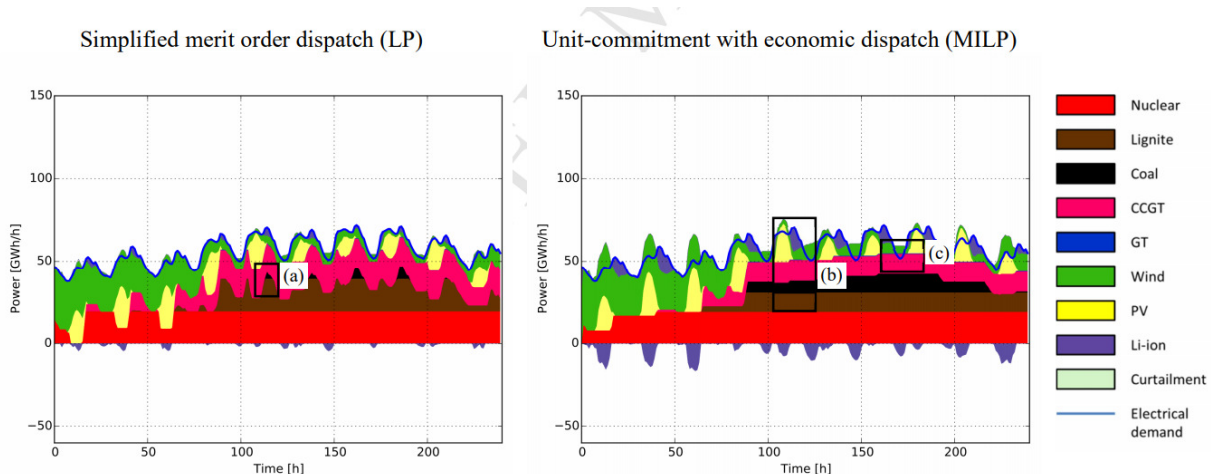 Simplified merit order dispatch (LP)
Unit-commitment with economic dispatch (MILP)
150
100
50
0
−50
Power [GWh/h]
0
50
100
150
200
Time [h]
(a)
150
100
50
0
−50
Power [GWh/h]
0
50
100
150
200
Time [h]
(b)
(c)
Nuclear
Lignite
Coal
CCGT
GT
Wind
PV
Li-ion
Curtailment
Electrical
demand